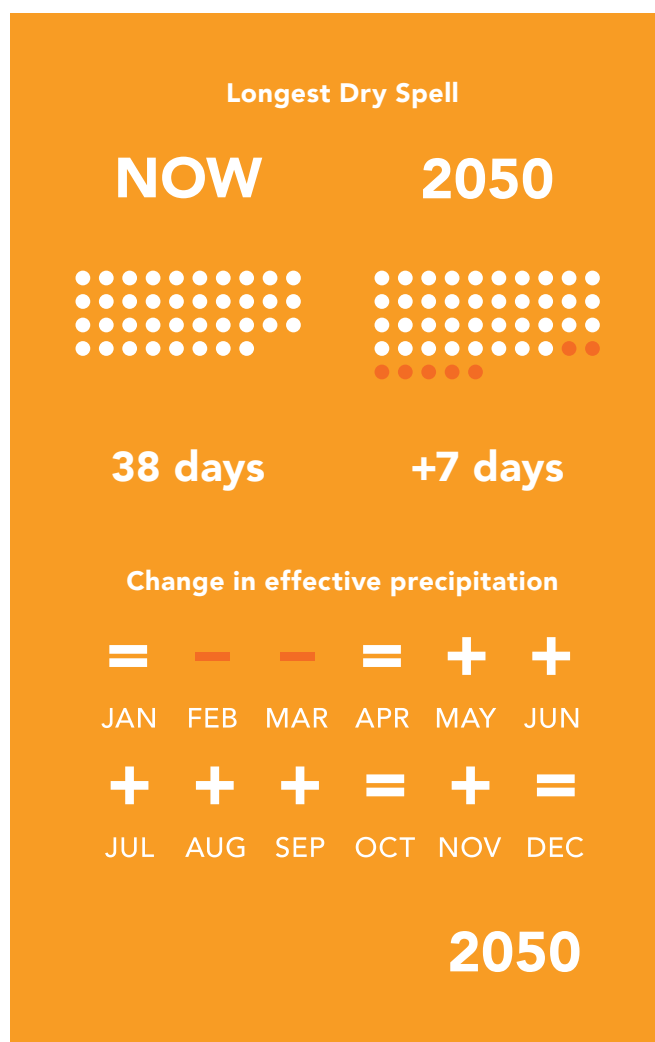 Longest Dry Spell
NOW 2050
38 days +7 days
Change in effective precipitation
= – – = + +
JAN FEB MAR APR MAY JUN
+ + + = + =
JUL AUG SEP OCT NOV DEC
2050